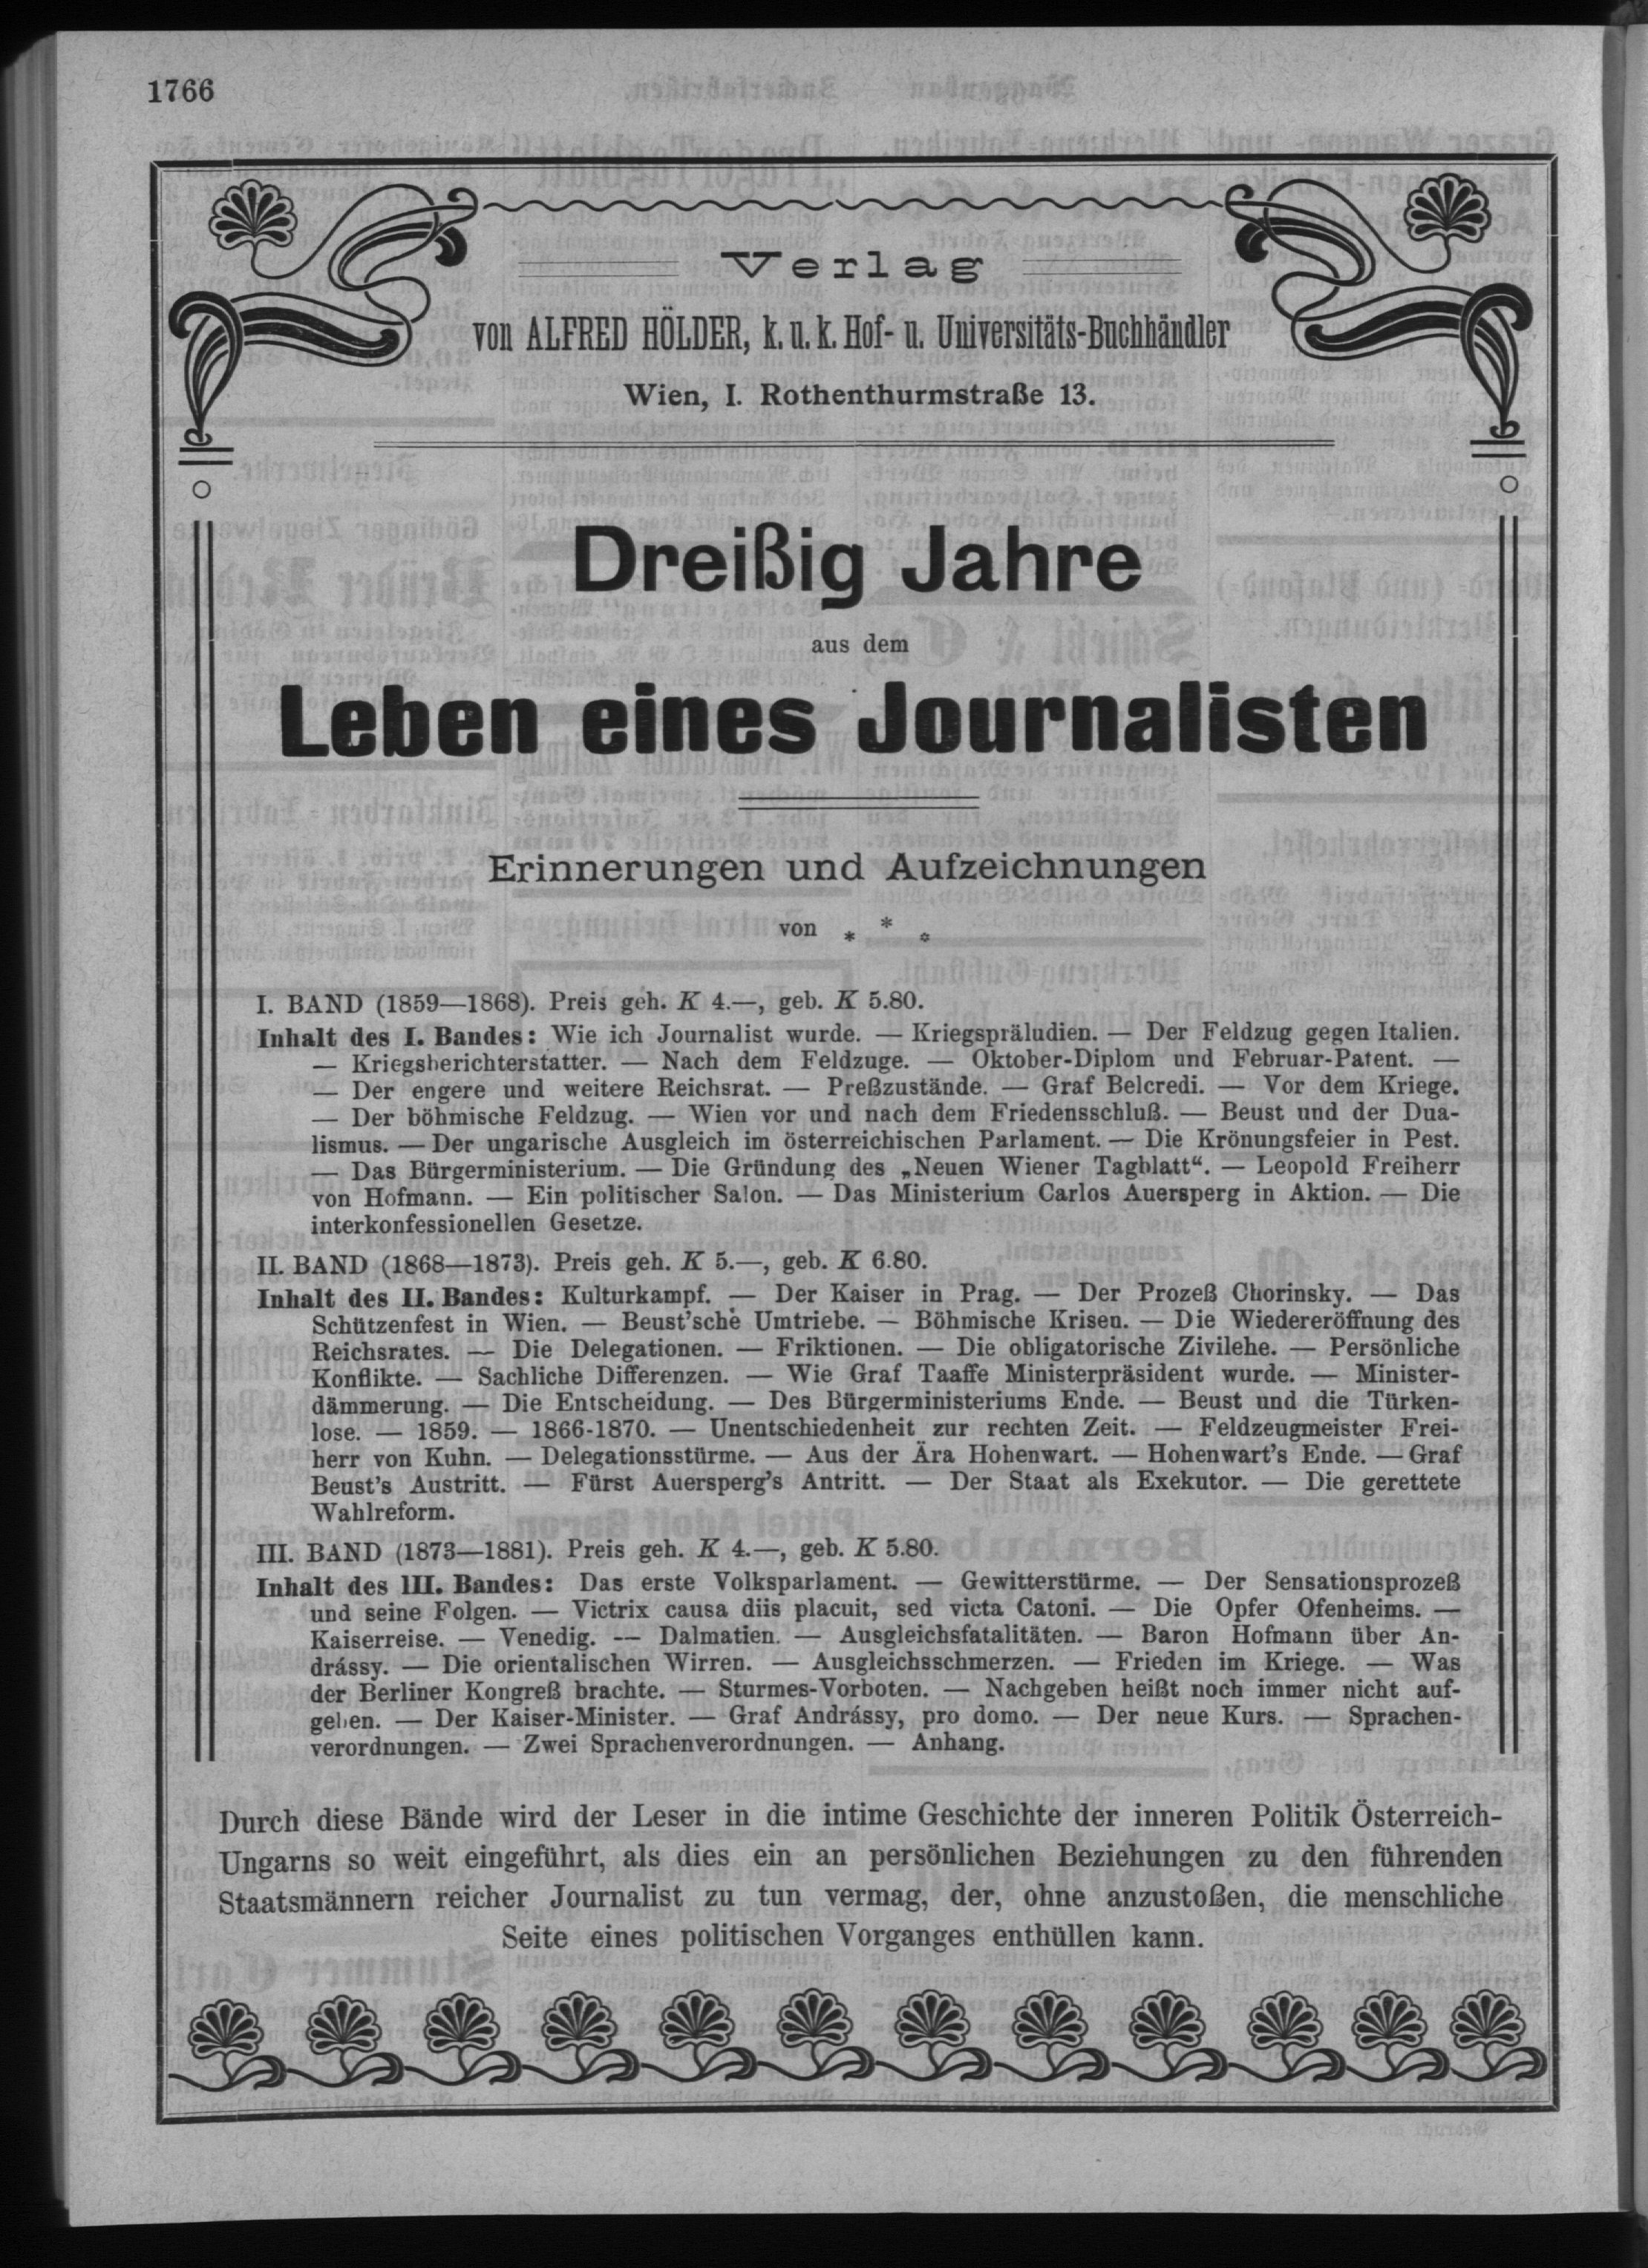 1766
Verlag
von ALFRED HÖLDER, k. u. k. Hof- u. Universitäts-Buchhändler
Wien, I. Rothenthurmstraße 13.
Dreißig Jahre
aus dem
Leben eines Journalisten
Erinnerungen und Aufzeichnungen
von * * *
I. BAND (1859—1868). Preis geh. K 4.—, geb. K 5.80.
Inhalt des I. Bandes: Wie ich Journalist wurde. — Kriegspräludien. — Der Feldzug gegen Italien.
— Kriegsberichterstatter. — Nach dem Feldzuge. — Oktober-Diplom und Februar-Patent. —
— Der engere und weitere Reichsrat. — Preßzustände. — Graf Belcredi. — Vor dem Kriege.
— Der böhmische Feldzug. — Wien vor und nach dem Friedensschluß. — Beust und der Dua-
lismus. — Der ungarische Ausgleich im österreichischen Parlament. — Die Krönungsfeier in Pest.
— Das Bürgerministerium. — Die Gründung des „Neuen Wiener Tagblatt“. — Leopold Freiherr
von Hofmann. — Ein politischer Salon. — Das Ministerium Carlos Auersperg in Aktion. — Die
interkonfessionellen Gesetze.
II. BAND (1868—1873). Preis geh. K 5.—, geb. K 6.80.
Inhalt des II. Bandes: Kulturkampf. — Der Kaiser in Prag. — Der Prozeß Chorinsky. — Das
Schützenfest in Wien. — Beust'sche Umtriebe. — Böhmische Krisen. — Die Wiedereröffnung des
Reichsrates. — Die Delegationen. — Friktionen. — Die obligatorische Zivilehe. — Persönliche
Konflikte. — Sachliche Differenzen. — Wie Graf Taaffe Ministerpräsident wurde. — Minister-
dämmerung. — Die Entscheidung. — Des Bürgerministeriums Ende. — Beust und die Türken-
lose. — 1859. — 1866-1870. — Unentschiedenheit zur rechten Zeit. — Feldzeugmeister Frei-
herr von Kuhn. — Delegationsstürme. — Aus der Ära Hohenwart. — Hohenwart's Ende. — Graf
Beust's Austritt. — Fürst Auersperg's Antritt. — Der Staat als Exekutor. — Die gerettete
Wahlreform.
III. BAND (1873—1881). Preis geh. K 4.—, geb. K 5.80.
Inhalt des III. Bandes: Das erste Volksparlament. — Gewitterstürme. — Der Sensationsprozeß
und seine Folgen. — Victrix causa diis placuit, sed victa Catoni. — Die Opfer Ofenheims. —
Kaiserreise. — Venedig. — Dalmatien. — Ausgleichsfatalitäten. — Baron Hofmann über An-
drássy. — Die orientalischen Wirren. — Ausgleichsschmerzen. — Frieden im Kriege. — Was
der Berliner Kongreß brachte. — Sturmes-Vorboten. — Nachgeben heißt noch immer nicht auf-
geben. — Der Kaiser-Minister. — Graf Andrássy, pro domo. — Der neue Kurs. — Sprachen-
verordnungen. — Zwei Sprachenverordnungen. — Anhang.
Durch diese Bände wird der Leser in die intime Geschichte der inneren Politik Österreich-
Ungarns so weit eingeführt, als dies ein an persönlichen Beziehungen zu den führenden
Staatsmännern reicher Journalist zu tun vermag, der, ohne anzustoßen, die menschliche
Seite eines politischen Vorganges enthüllen kann.